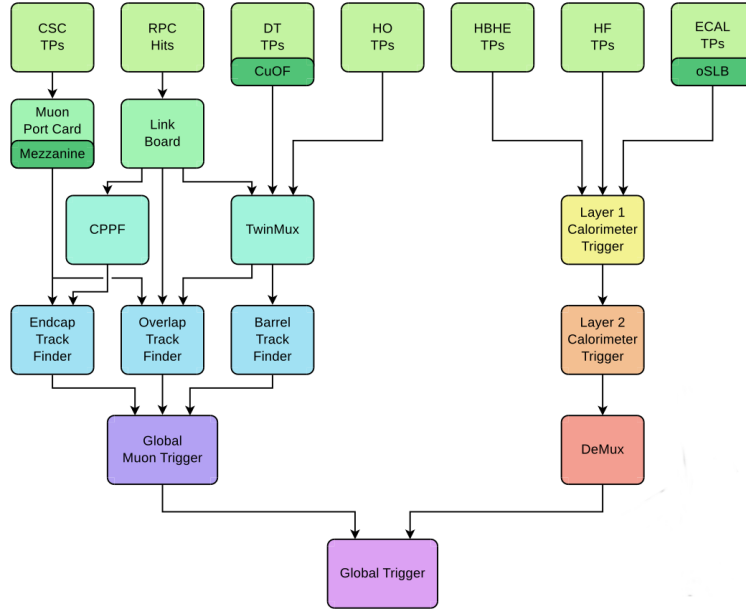 CSC
TPs
RPC
Hits
DT
TPs
CuOF
HO
TPs
HBHE
TPs
HF
TPs
ECAL
TPs
oSLB
Muon
Port Card
Mezzanine
Link
Board
CPPF
TwinMux
Layer 1
Calorimeter
Trigger
Endcap
Track
Finder
Overlap
Track
Finder
Barrel
Track
Finder
Layer 2
Calorimeter
Trigger
Global
Muon Trigger
DeMux
Global Trigger